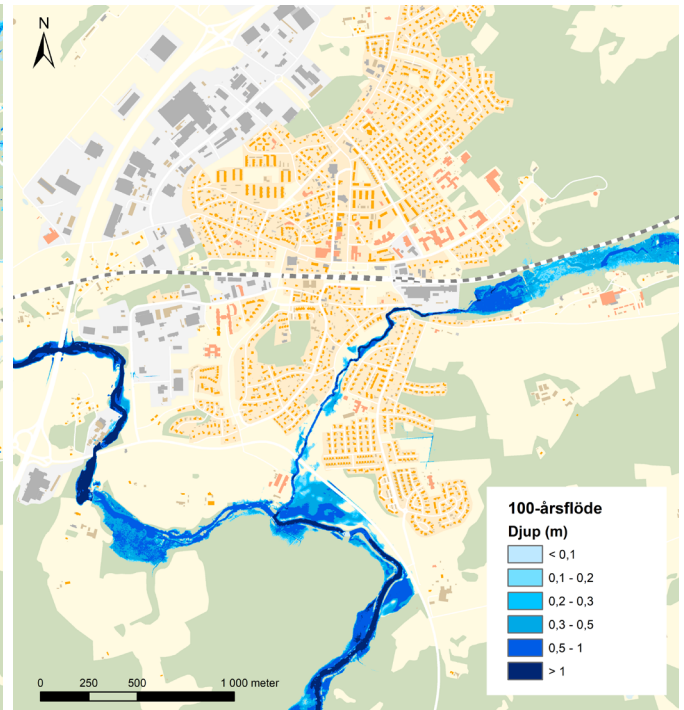 N
100-årsflöde
Djup (m)
< 0,1
0,1 - 0,2
0,2 - 0,3
0,3 - 0,5
0,5 - 1
> 1
0 250 500 1 000 meter